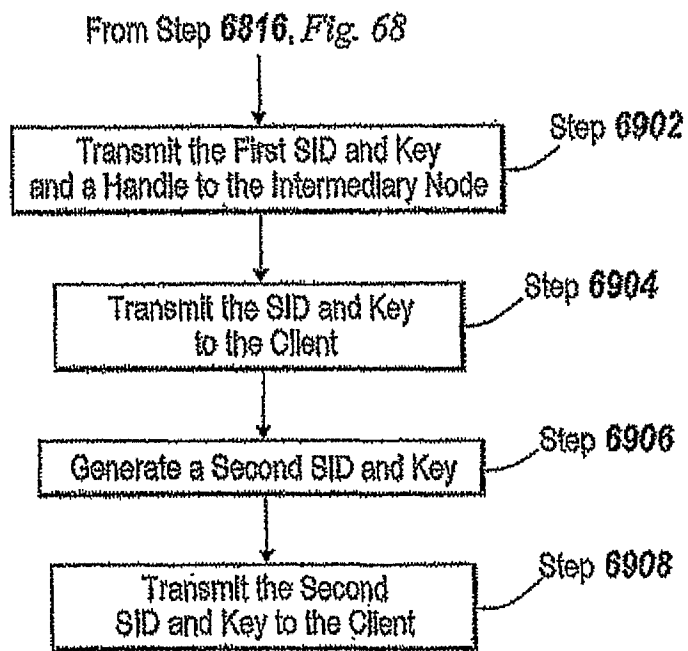 From Step 6816, Fig. 68
Step 6902
Transmit the First SID and Key
and a Handle to the Intermediary Node
Step 6904
Transmit the SID and Key
to the Client
Step 6906
Generate a Second SID and Key
Step 6908
Transmit the Second
SID and Key to the Client